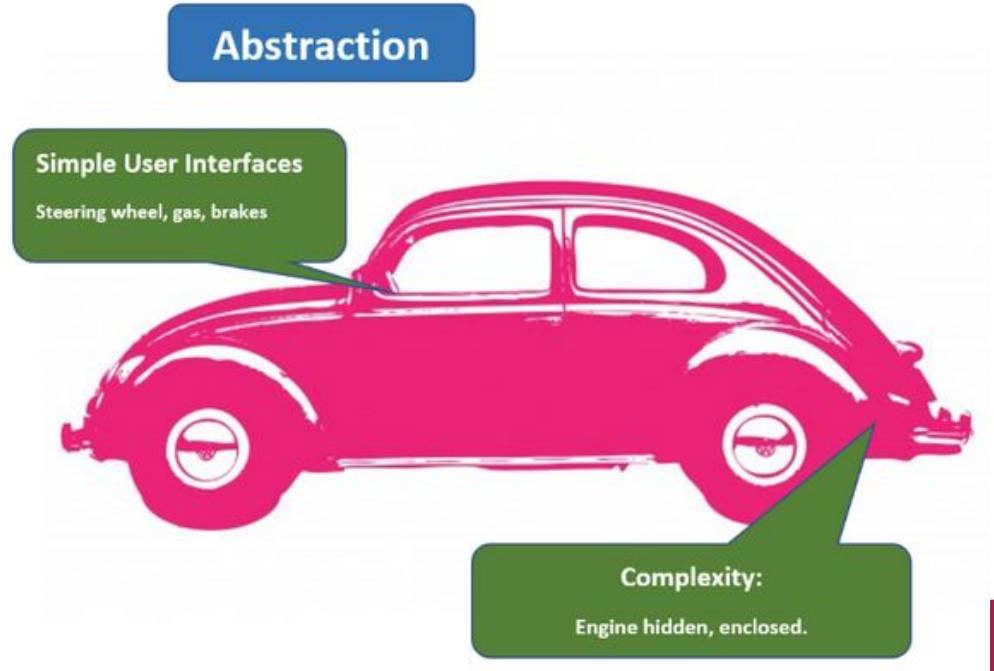 Abstraction
Simple User Interfaces
Steering wheel, gas, brakes
Complexity:
Engine hidden, enclosed.